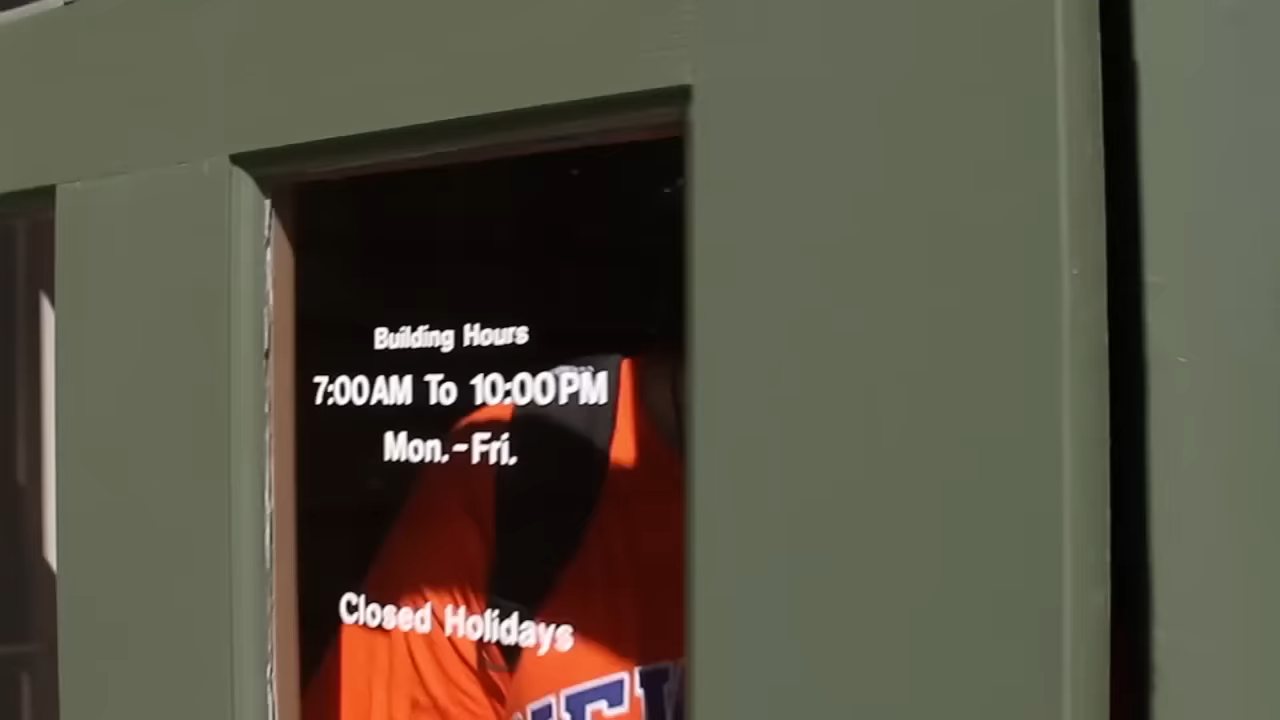 Building Hours
7:00AM To 10:00PM
Mon.-Fri.
Closed Holidays